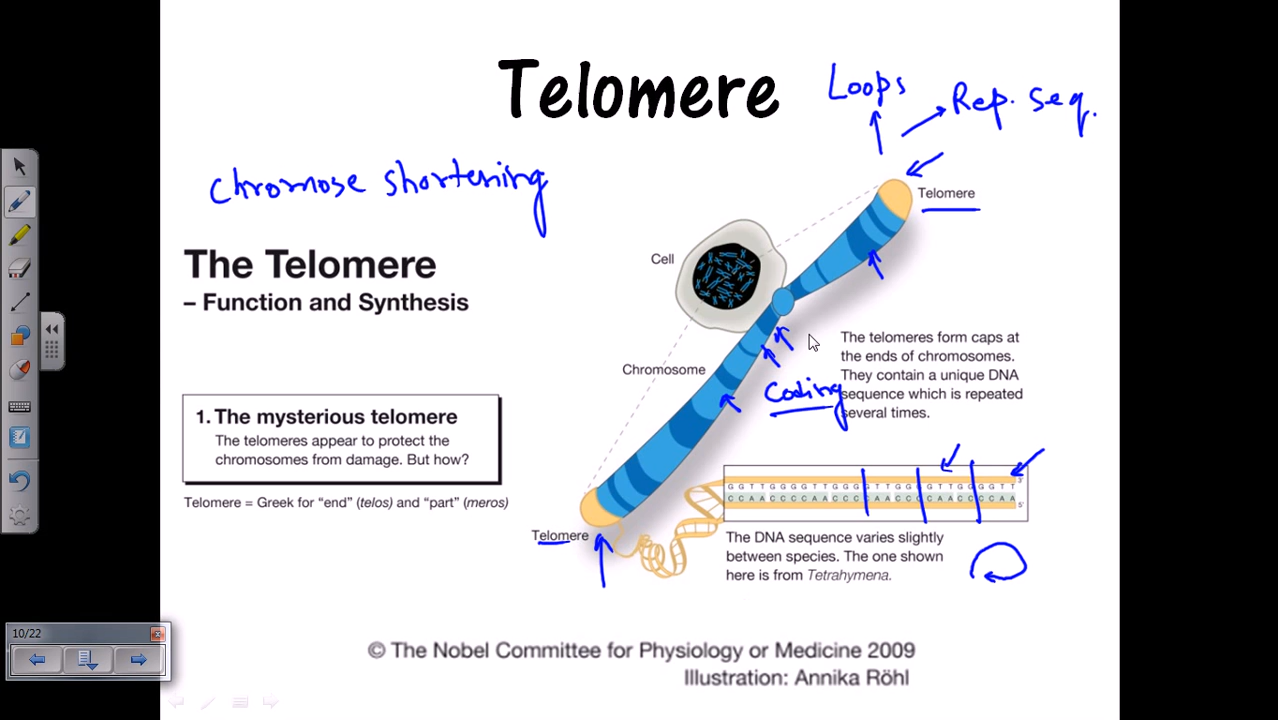 Telomere
Loops
Rep. seq.
chromose shortening
Telomere
The Telomere
– Function and Synthesis
Cell
Chromosome
The telomeres form caps at
the ends of chromosomes.
They contain a unique DNA
sequence which is repeated
several times.
Coding
1. The mysterious telomere
The telomeres appear to protect the
chromosomes from damage. But how?
Telomere = Greek for “end” (telos) and “part” (meros)
Telomere
3'
G G T T G G G G T T G G G G T T G G G G T T G G G G T T
C C A A C C C C A A C C C C A A C C C C A A C C C C A A
5'
The DNA sequence varies slightly
between species. The one shown
here is from Tetrahymena.
10/22
© The Nobel Committee for Physiology or Medicine 2009
Illustration: Annika Röhl